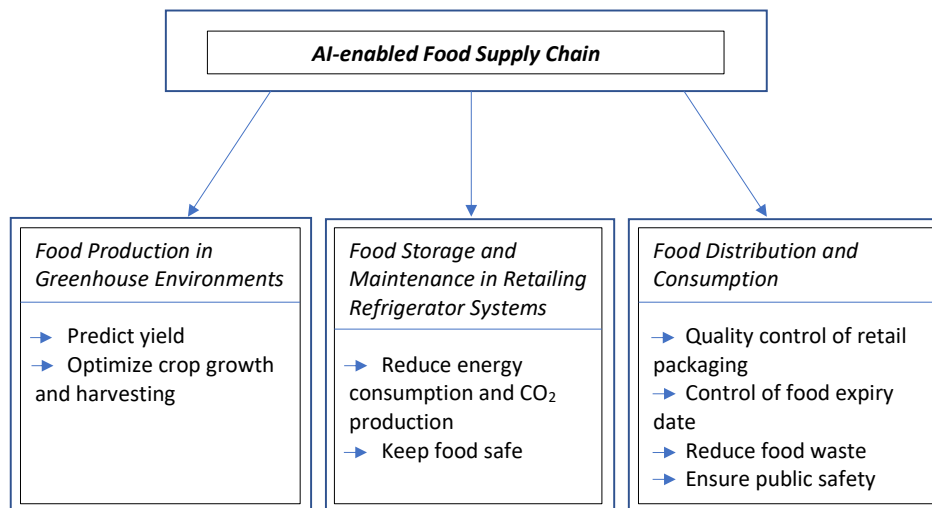 AI-enabled Food Supply Chain
Food Production in
Greenhouse Environments
Predict yield
Optimize crop growth
and harvesting
Food Storage and
Maintenance in Retailing
Refrigerator Systems
Reduce energy
consumption and CO₂
production
Keep food safe
Food Distribution and
Consumption
Quality control of retail
packaging
Control of food expiry
date
Reduce food waste
Ensure public safety